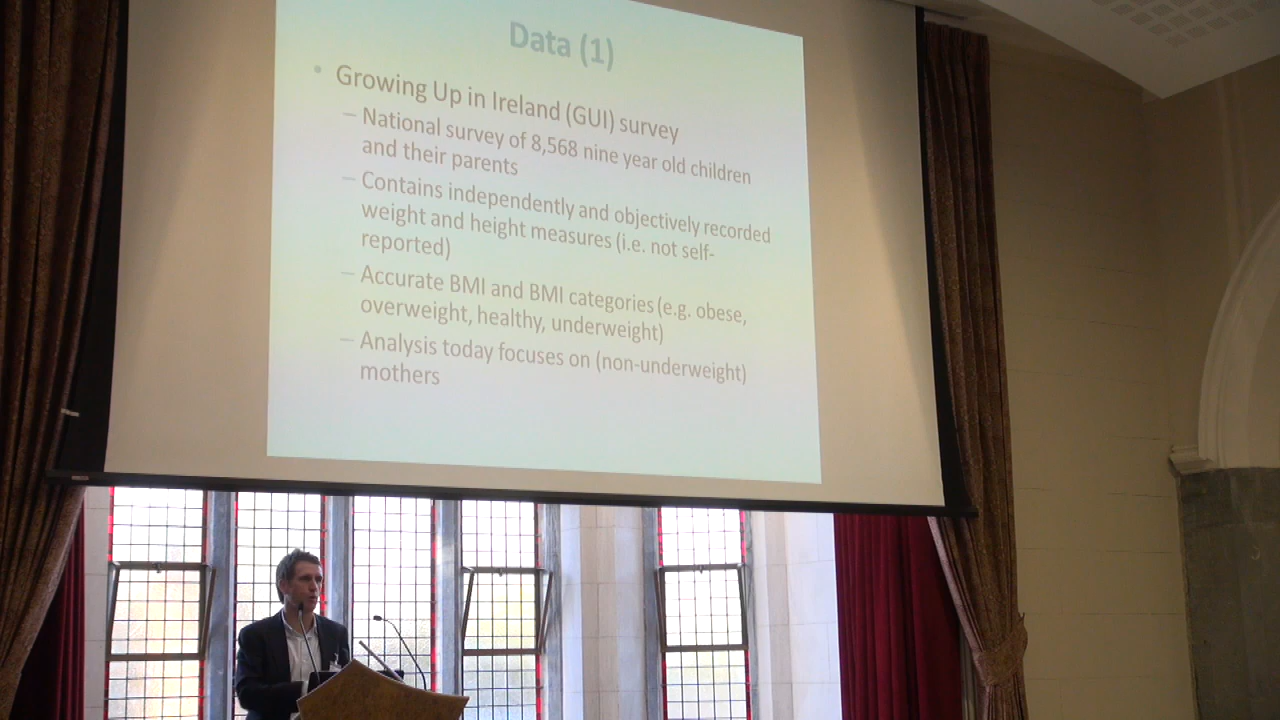 Data (1)
• Growing Up in Ireland (GUI) survey
– National survey of 8,568 nine year old children
and their parents
– Contains independently and objectively recorded
weight and height measures (i.e. not self-
reported)
– Accurate BMI and BMI categories (e.g. obese,
overweight, healthy, underweight)
– Analysis today focuses on (non-underweight)
mothers